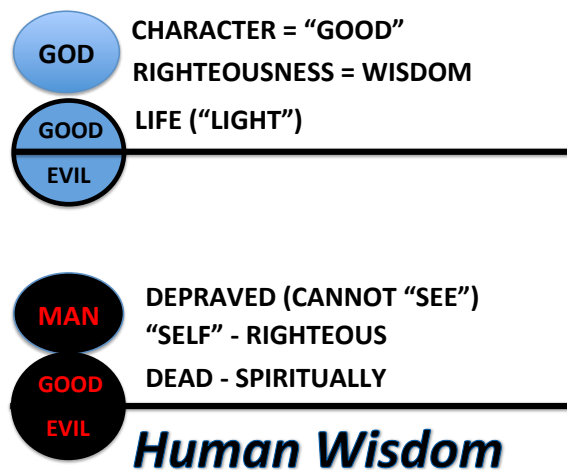 GOD
CHARACTER = “GOOD”
RIGHTEOUSNESS = WISDOM
GOOD
LIFE (“LIGHT”)
EVIL
MAN
DEPRAVED (CANNOT “SEE”)
“SELF” - RIGHTEOUS
GOOD
DEAD - SPIRITUALLY
EVIL
Human Wisdom